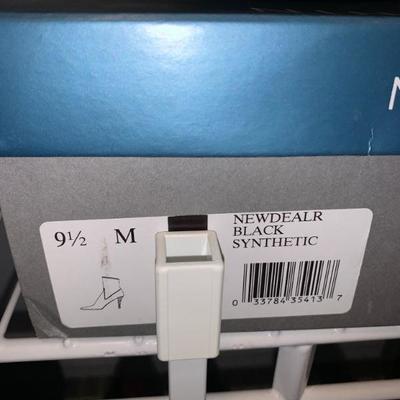 9½ M
NEWDEALR
BLACK
SYNTHETIC
0 33784 35413 7